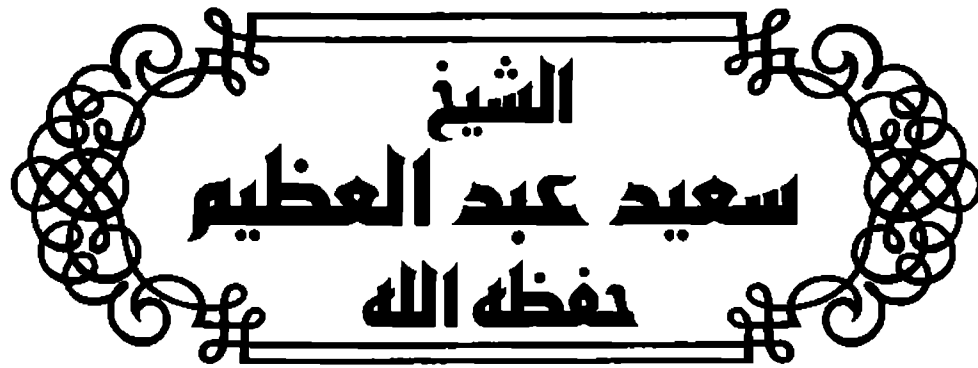 الشيخ
سعيد عبد العظيم
حفظه الله